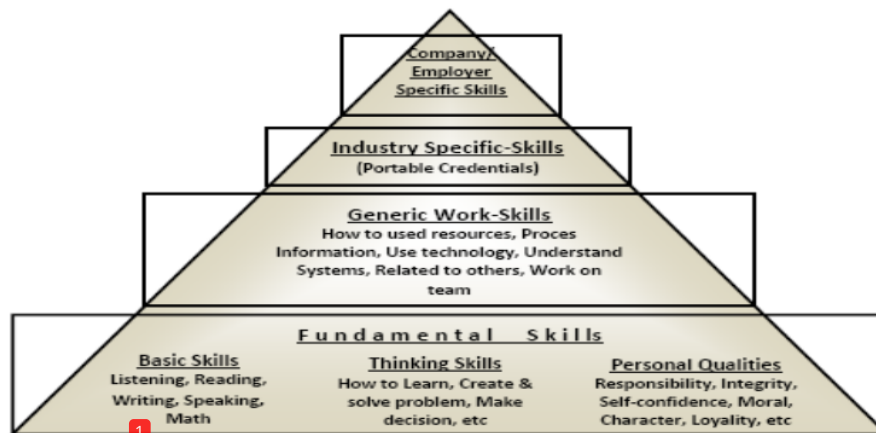 Company/
Employer
Specific Skills
Industry Specific-Skills
(Portable Credentials)
Generic Work-Skills
How to used resources, Proces
Information, Use technology, Understand
Systems, Related to others, Work on
team
Fundamental Skills
Basic Skills
Listening, Reading,
Writing, Speaking,
Math
Thinking Skills
How to Learn, Create &
solve problem, Make
decision, etc
Personal Qualities
Responsibility, Integrity,
Self-confidence, Moral,
Character, Loyality, etc
1